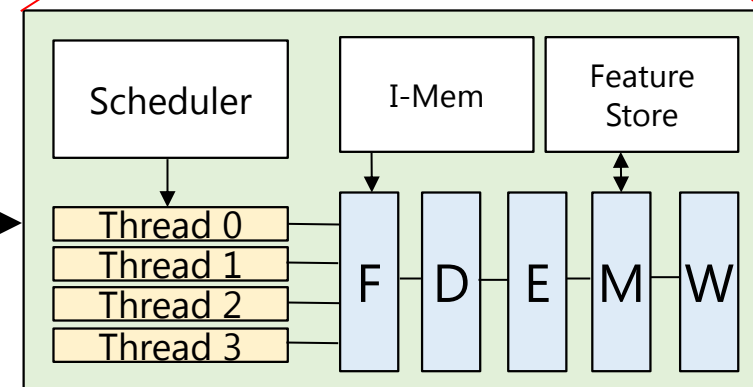 Scheduler
I-Mem
Feature
Store
Thread 0
Thread 1
Thread 2
Thread 3
F
D
E
M
W